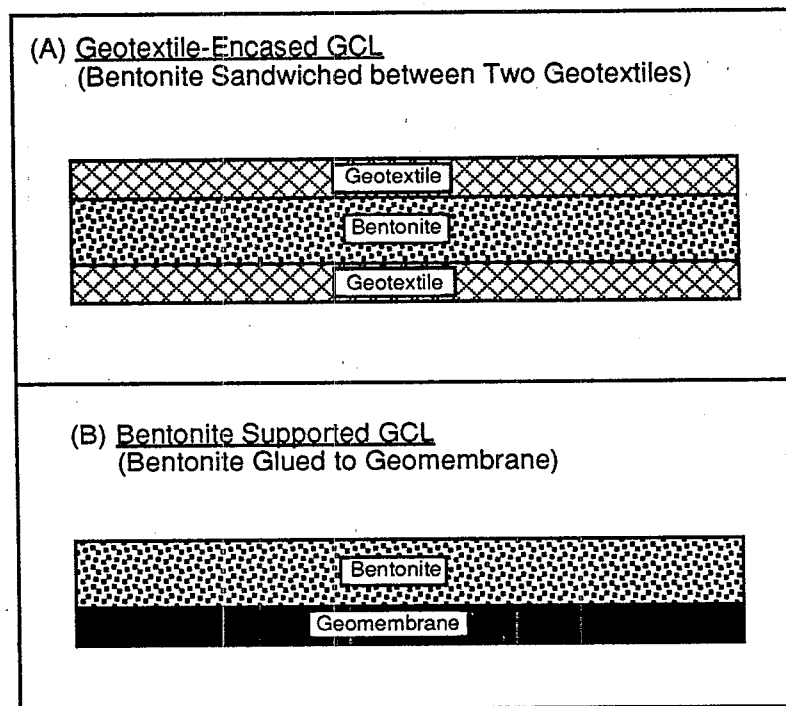 (A) Geotextile-Encased GCL
(Bentonite Sandwiched between Two Geotextiles)
Geotextile
Bentonite
Geotextile
(B) Bentonite Supported GCL
(Bentonite Glued to Geomembrane)
Bentonite
Geomembrane